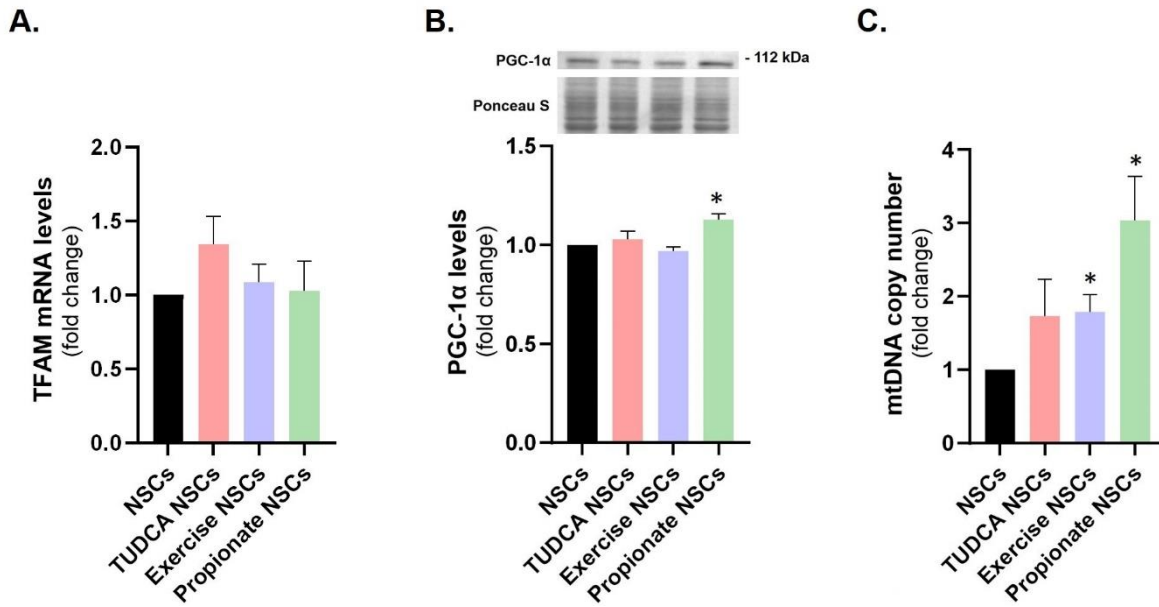 A.
TFAM mRNA levels
(fold change)
2.0
1.5
1.0
0.5
0.0
NSCs
TUDCA NSCs
Exercise NSCs
Propionate NSCs
B.
PGC-1α
- 112 kDa
Ponceau S
PGC-1α levels
(fold change)
1.5
1.0
0.5
0.0
*
NSCs
TUDCA NSCs
Exercise NSCs
Propionate NSCs
C.
mtDNA copy number
(fold change)
4
3
2
1
0
*
*
NSCs
TUDCA NSCs
Exercise NSCs
Propionate NSCs